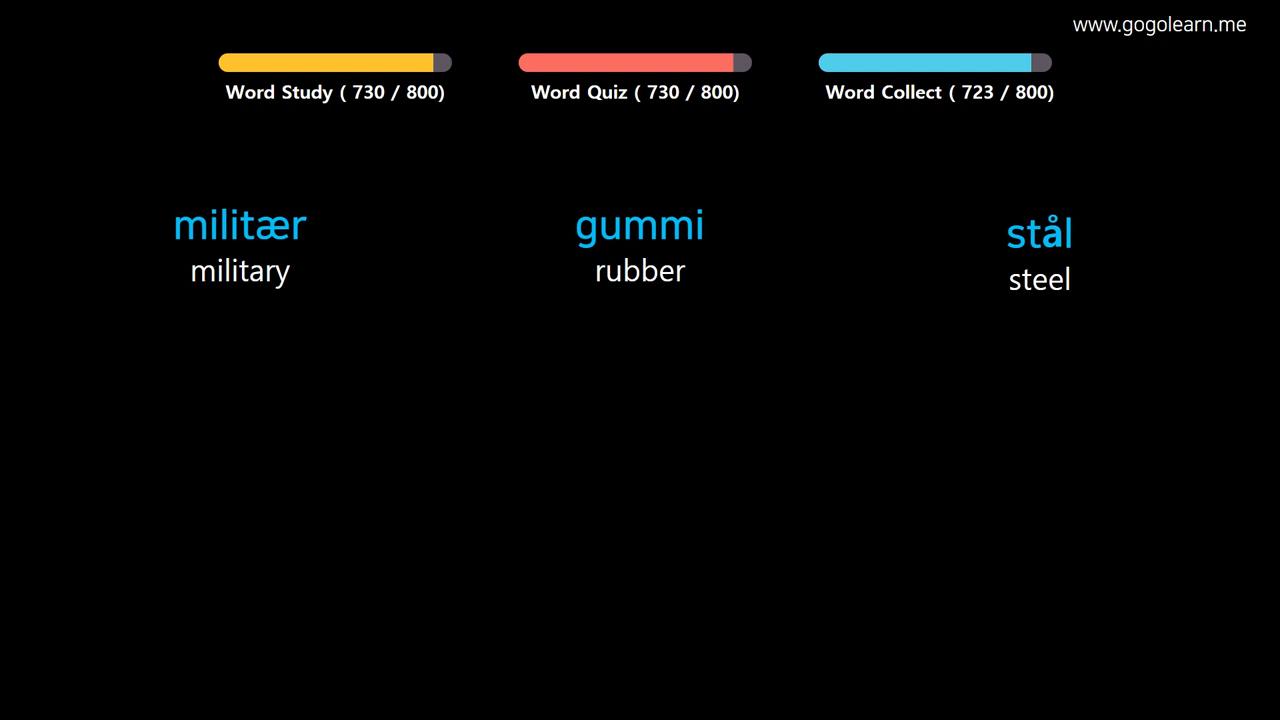 www.gogolearn.me
Word Study ( 730 / 800)
Word Quiz ( 730 / 800)
Word Collect ( 723 / 800)
militær
military
gummi
rubber
stål
steel